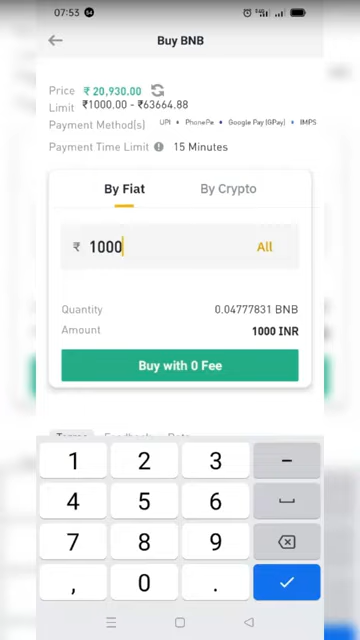 07:53
Buy BNB
Price ₹ 20,930.00
Limit ₹1000.00 - ₹63664.88
Payment Method(s) UPI • PhonePe • Google Pay (GPay) • IMPS
Payment Time Limit 15 Minutes
By Fiat By Crypto
₹ 1000 All
Quantity 0.04777831 BNB
Amount 1000 INR
Buy with 0 Fee
1 2 3 -
4 5 6
7 8 9
, 0 .